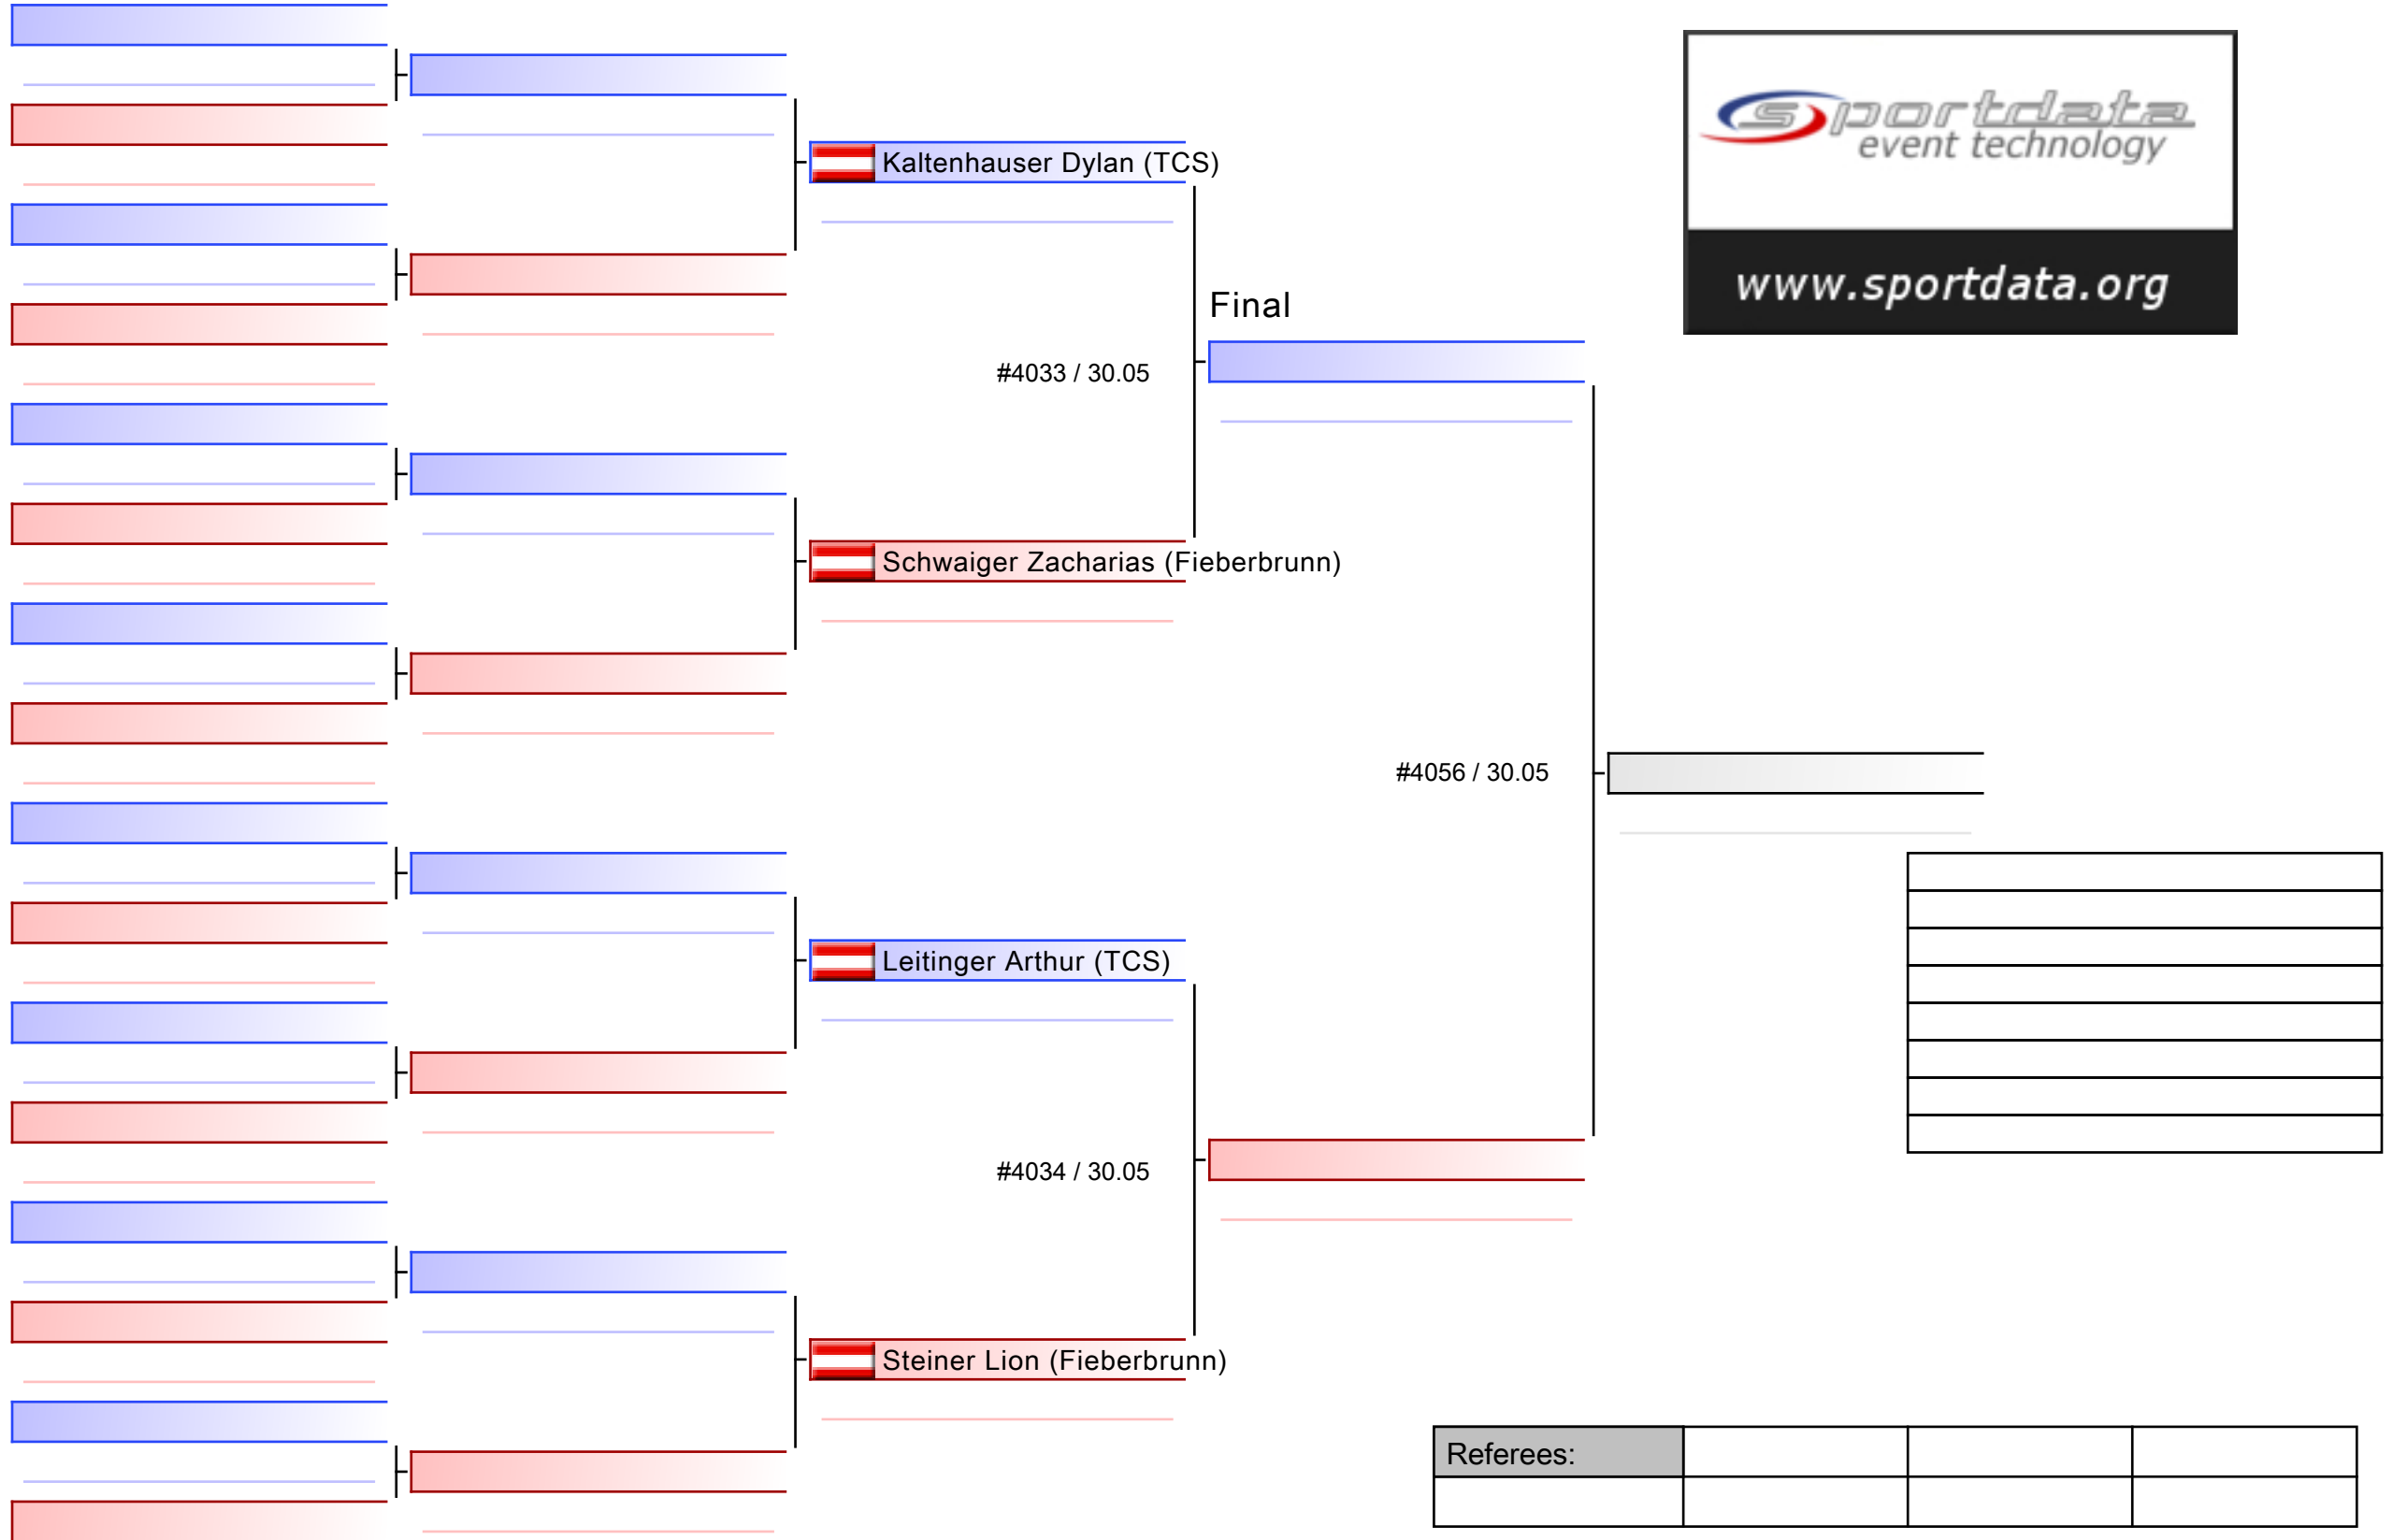 sportdata
event technology
www.sportdata.org
Kaltenhauser Dylan (TCS)
Final
#4033 / 30.05
Schwaiger Zacharias (Fieberbrunn)
#4056 / 30.05
Leitinger Arthur (TCS)
#4034 / 30.05
Steiner Lion (Fieberbrunn)
Referees: